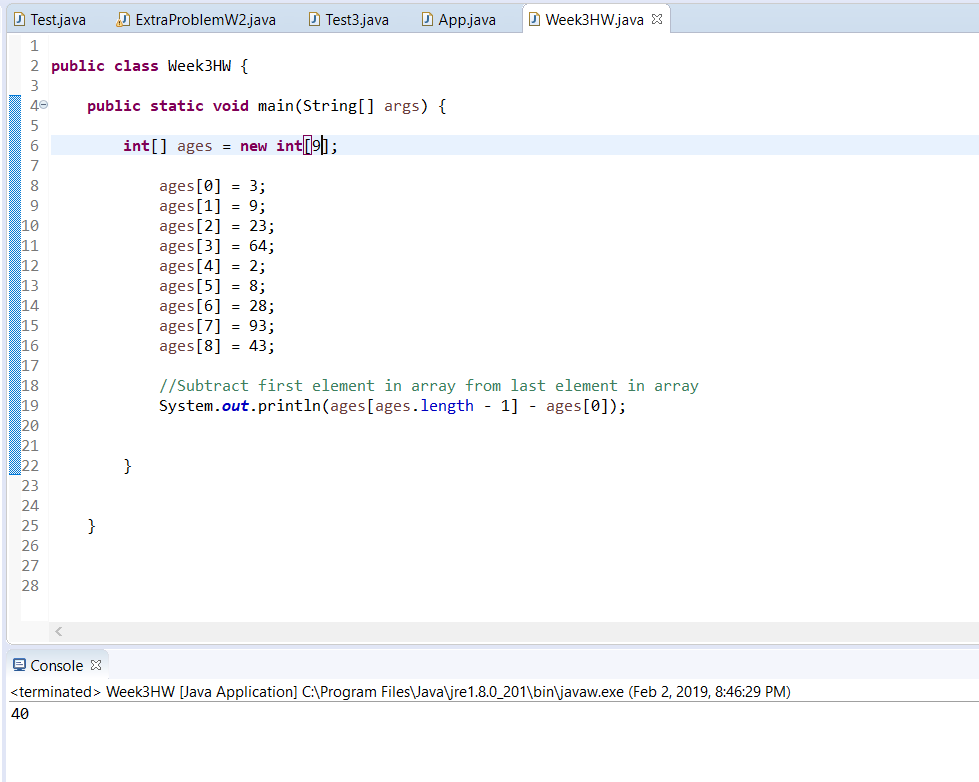 Test.java ExtraProblemW2.java Test3.java App.java Week3HW.java
1
2 public class Week3HW {
3
4 public static void main(String[] args) {
5
6 int[] ages = new int[9];
7
8 ages[0] = 3;
9 ages[1] = 9;
10 ages[2] = 23;
11 ages[3] = 64;
12 ages[4] = 2;
13 ages[5] = 8;
14 ages[6] = 28;
15 ages[7] = 93;
16 ages[8] = 43;
17
18 //Subtract first element in array from last element in array
19 System.out.println(ages[ages.length - 1] - ages[0]);
20
21
22 }
23
24
25 }
26
27
28
Console
<terminated> Week3HW [Java Application] C:\Program Files\Java\jre1.8.0_201\bin\javaw.exe (Feb 2, 2019, 8:46:29 PM)
40